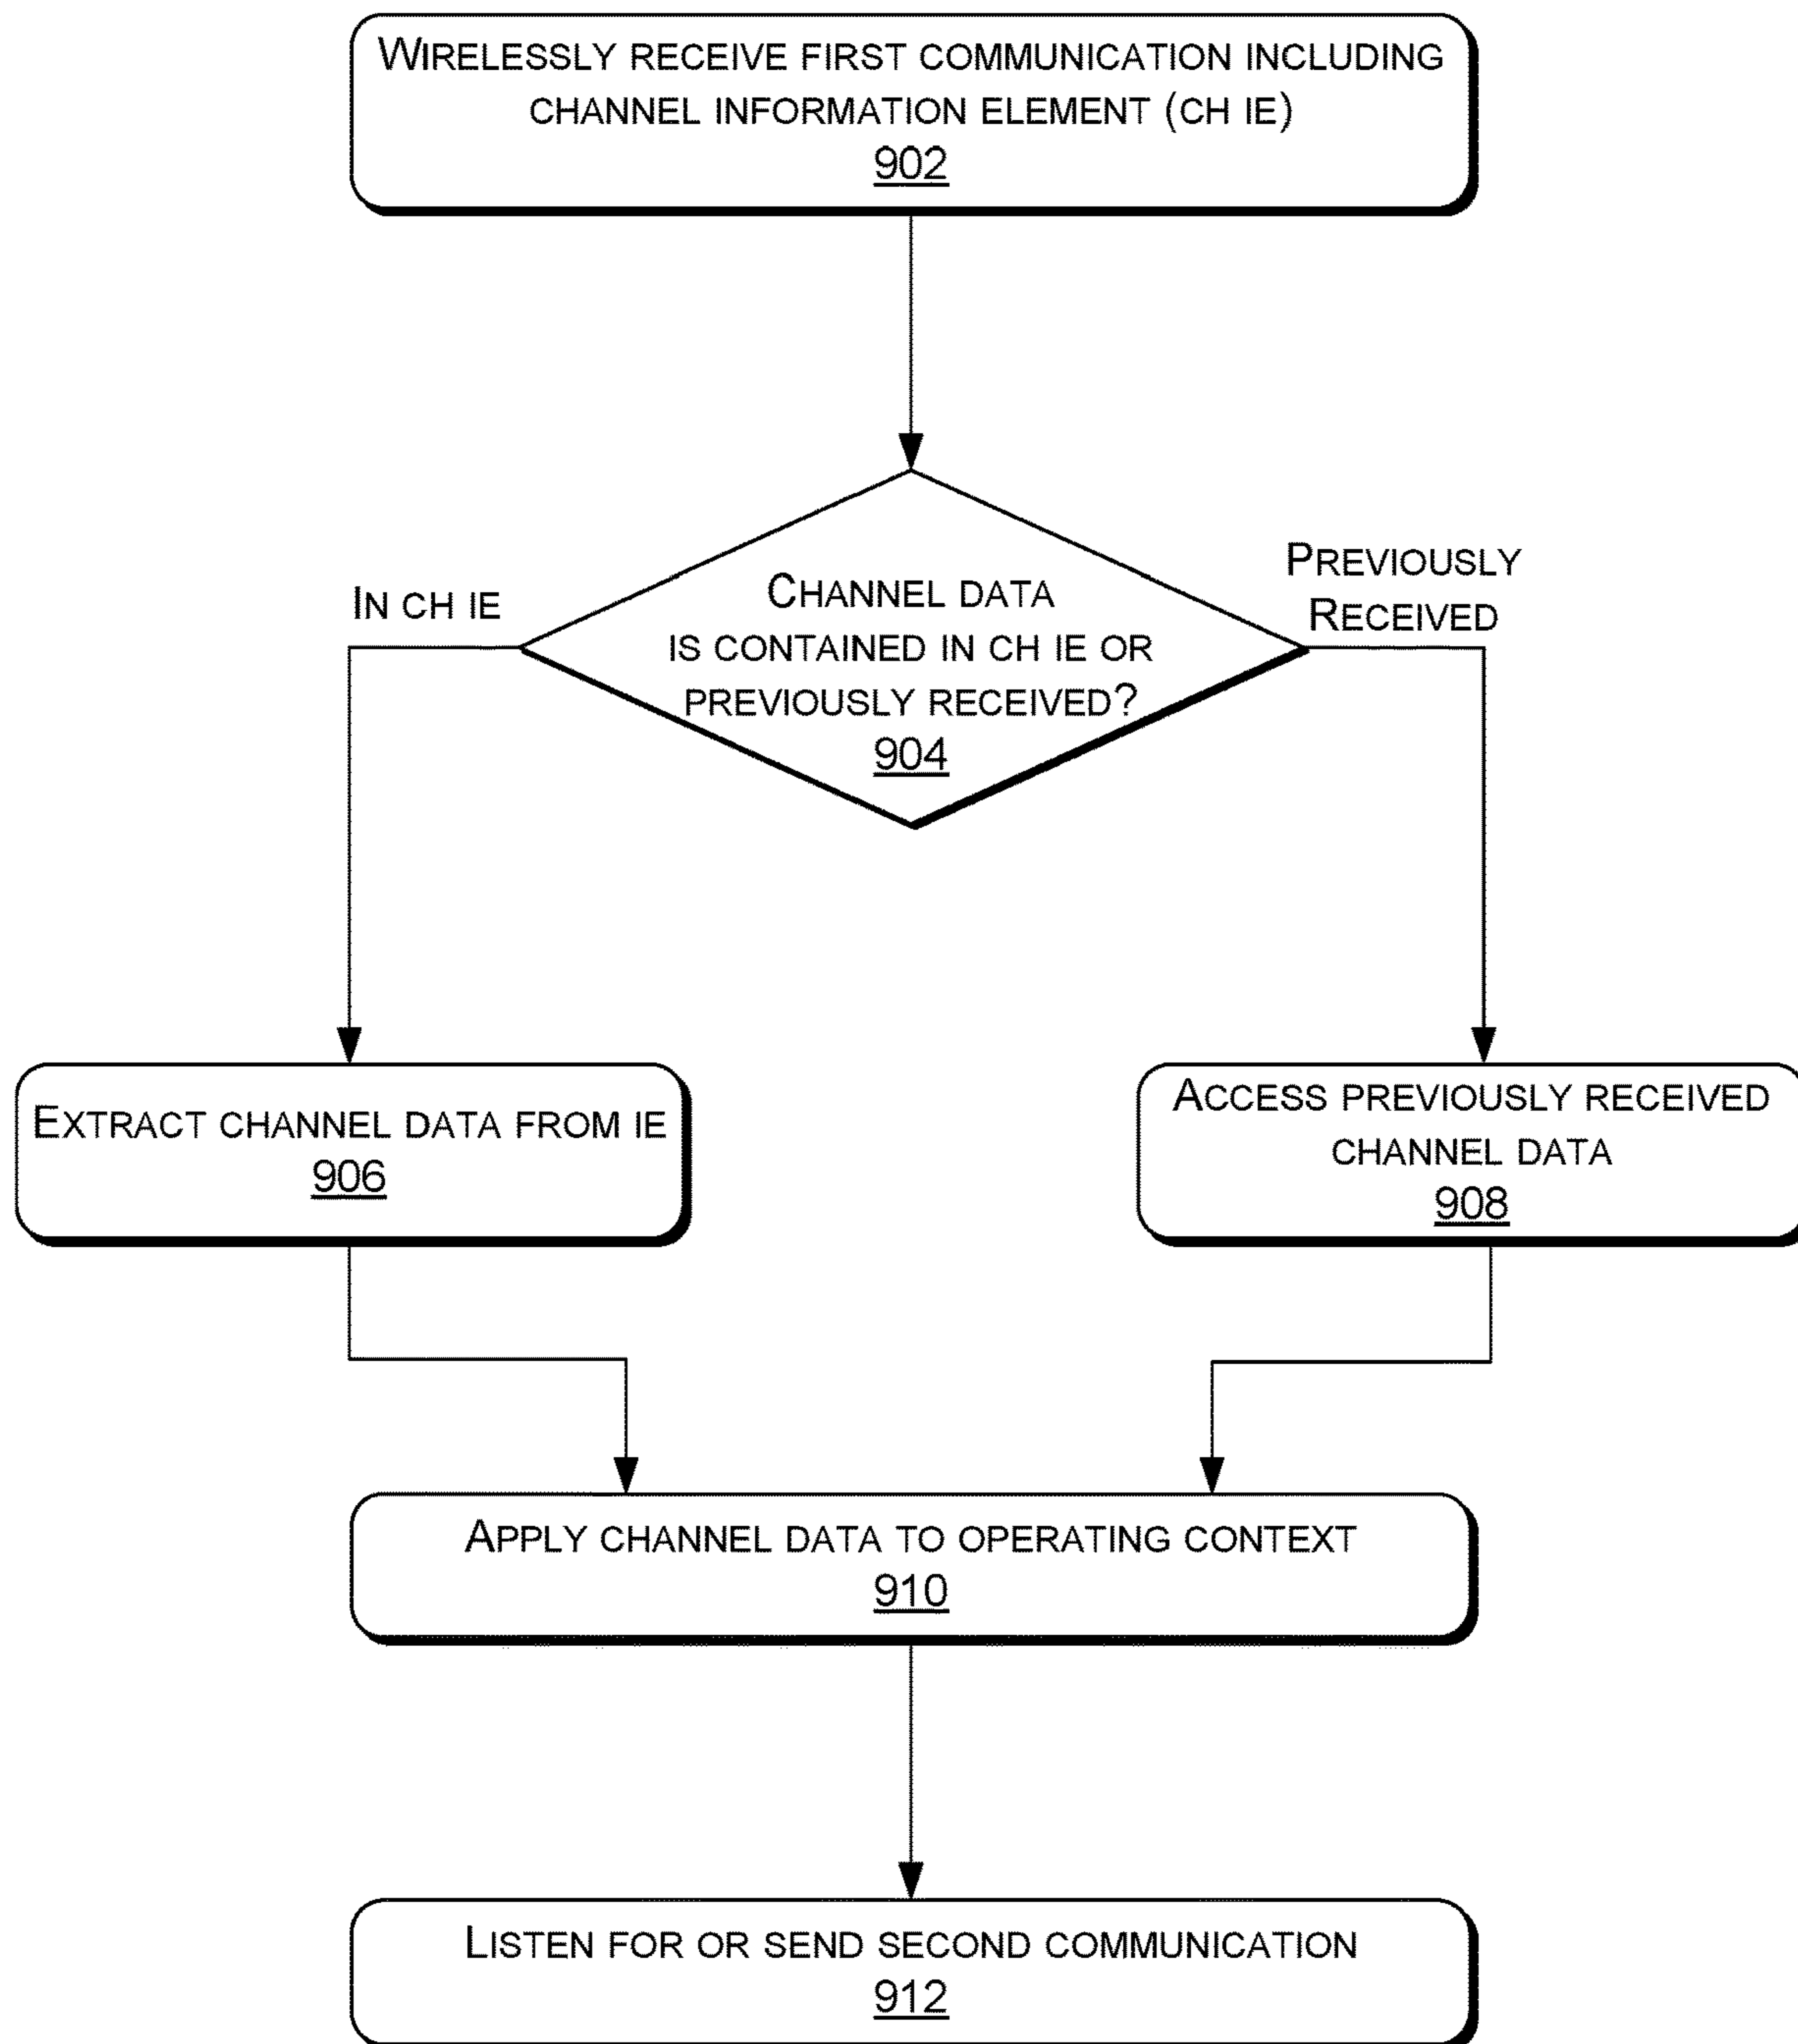 WIRELESSLY RECEIVE FIRST COMMUNICATION INCLUDING
CHANNEL INFORMATION ELEMENT (CH IE)
902
IN CH IE
CHANNEL DATA
IS CONTAINED IN CH IE OR
PREVIOUSLY RECEIVED?
904
PREVIOUSLY
RECEIVED
EXTRACT CHANNEL DATA FROM IE
906
ACCESS PREVIOUSLY RECEIVED
CHANNEL DATA
908
APPLY CHANNEL DATA TO OPERATING CONTEXT
910
LISTEN FOR OR SEND SECOND COMMUNICATION
912